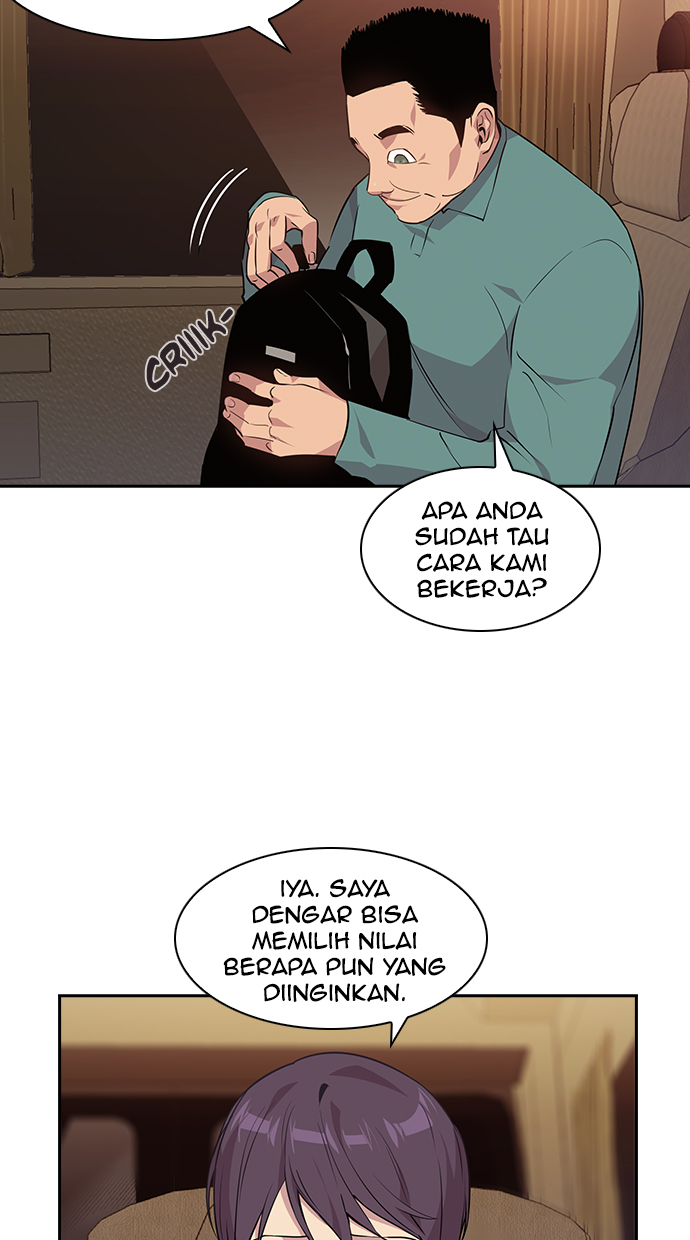 CRIIIK-
APA ANDA
SUDAH TAU
CARA KAMI
BEKERJA?
IYA. SAYA
DENGAR BISA
MEMILIH NILAI
BERAPA PUN YANG
DIINGINKAN.